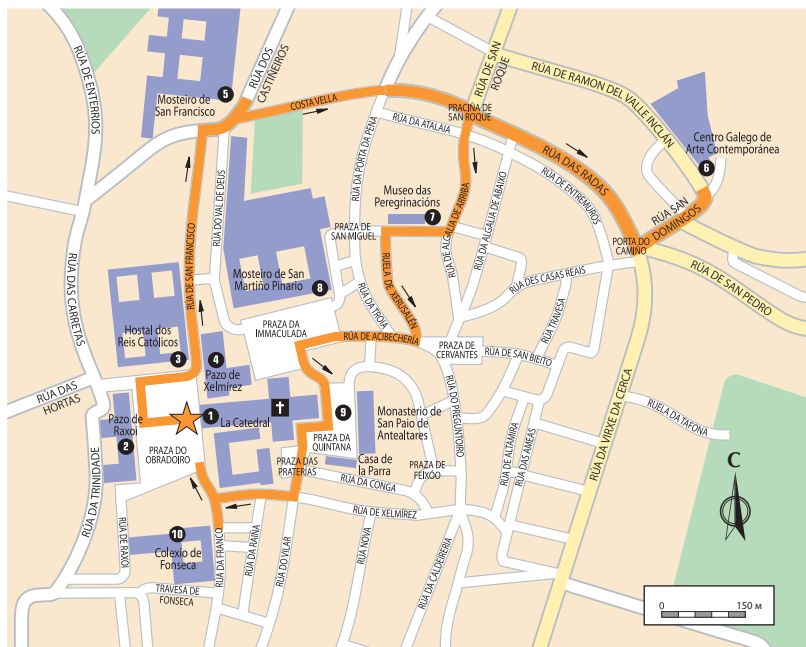 RÚA DE ENTERRIOS
Mosteiro de
San Francisco
5
RÚA DOS
CASTIÑEIROS
COSTA VELLA
RÚA DE SAN
ROQUE
RÚA DE RAMON DEL VALLE INCLÁN
PRACIÑA DE
SAN ROQUE
RÚA DA ATALAIA
RÚA DAS RADAS
Centro Galego de
Arte Contemporánea
6
RÚA DA PORTA DA PENA
RÚA DO VAL DE DEUS
RÚA DE ENTREMUROS
RÚA SAN
DOMINGOS
Museo das
Peregrinacións
7
PRAZA DE
SAN MIGUEL
RÚA DE ALGALIA DE ARRIBA
RÚA DA ALGALIA DE ABAIXO
PORTA DO
CAMIÑO
RÚA DE SAN PEDRO
RÚA DE SAN FRANCISCO
RÚA DAS CARRETAS
Mosteiro de San
Martiño Pinario
8
RUELA DE XERUSALÉN
RÚA DES CASAS REAIS
RÚA DA TROIA
RÚA TRAVESA
Hostal dos
Reis Católicos
3
PRAZA DA
IMMACULADA
RÚA DE ACIBECHERÍA
PRAZA DE
CERVANTES
RÚA DE SAN BIEITO
4
Pazo de
Xelmírez
RÚA DAS
HORTAS
Pazo de
Raxoi
2
1
La Catedral
9
Monasterio de
San Paio de
Antealtares
RÚA DO PREGUNTOIRO
RÚA DA VIRXE DA CERCA
RUELA DA TAFONA
PRAZA DO
OBRADOIRO
PRAZA DA
QUINTANA
PRAZA DAS
PRATERIAS
Casa de
la Parra
PRAZA DE
FEIXÓO
RÚA DE ALTAMIRA
RÚA DAS AMEAS
RÚA DA TRINIDADE
RÚA DA CONGA
RÚA DE XELMÍREZ
C
RÚA DE RAXOI
10
Colexio de
Fonseca
RÚA DA FRANCO
RÚA DA RAIÑA
RÚA DO VILAR
RÚA NOVA
RÚA DA CALDEIRERIA
TRAVESA DE
FONSECA
0 150 м